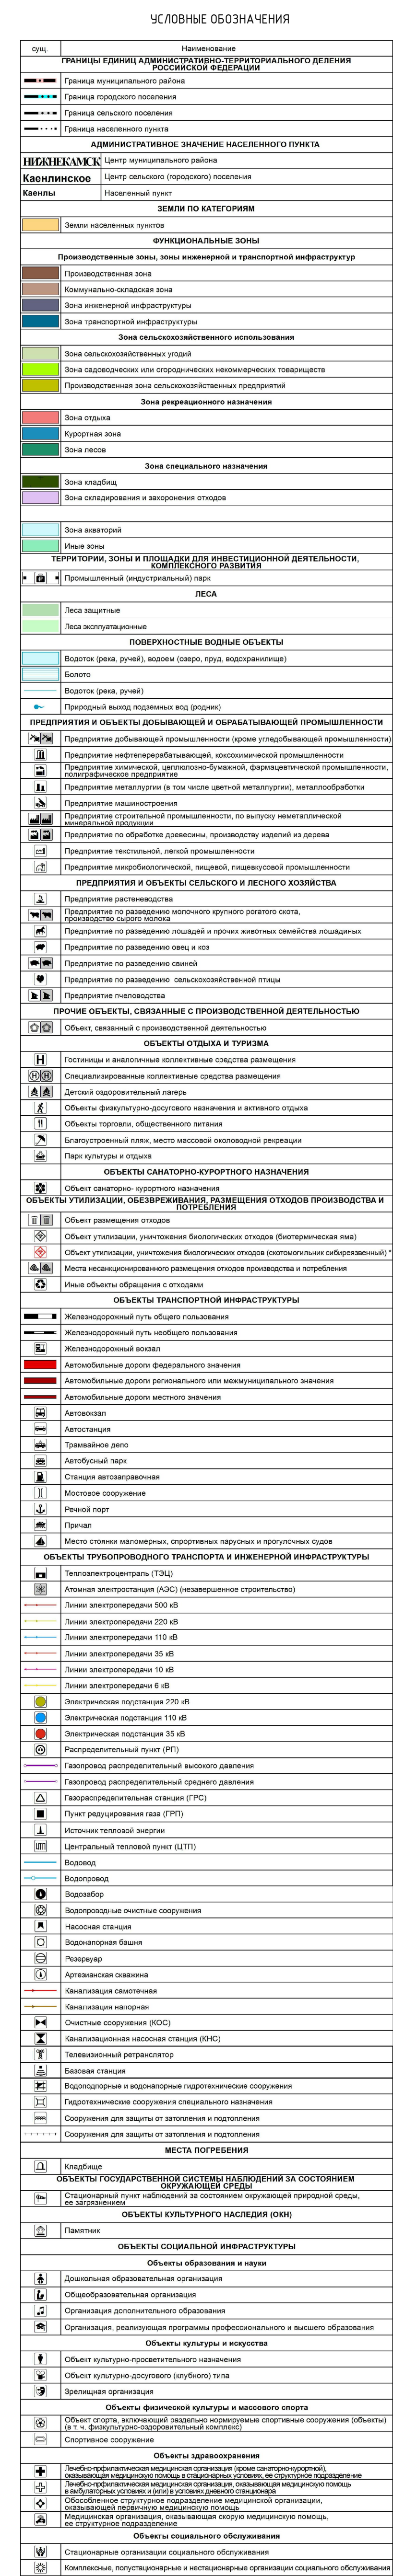 УСЛОВНЫЕ ОБОЗНАЧЕНИЯ
сущ. Наименование
ГРАНИЦЫ ЕДИНИЦ АДМИНИСТРАТИВНО-ТЕРРИТОРИАЛЬНОГО ДЕЛЕНИЯ
РОССИЙСКОЙ ФЕДЕРАЦИИ
Граница муниципального района
Граница городского поселения
Граница сельского поселения
Граница населенного пункта
АДМИНИСТРАТИВНОЕ ЗНАЧЕНИЕ НАСЕЛЕННОГО ПУНКТА
НИЖНЕКАМСК Центр муниципального района
Каенлинское Центр сельского (городского) поселения
Каенлы Населенный пункт
ЗЕМЛИ ПО КАТЕГОРИЯМ
Земли населенных пунктов
ФУНКЦИОНАЛЬНЫЕ ЗОНЫ
Производственные зоны, зоны инженерной и транспортной инфраструктур
Производственная зона
Коммунально-складская зона
Зона инженерной инфраструктуры
Зона транспортной инфраструктуры
Зона сельскохозяйственного использования
Зона сельскохозяйственных угодий
Зона садоводческих или огороднических некоммерческих товариществ
Производственная зона сельскохозяйственных предприятий
Зона рекреационного назначения
Зона отдыха
Курортная зона
Зона лесов
Зона специального назначения
Зона кладбищ
Зона складирования и захоронения отходов
Зона акваторий
Иные зоны
ТЕРРИТОРИИ, ЗОНЫ И ПЛОЩАДКИ ДЛЯ ИНВЕСТИЦИОННОЙ ДЕЯТЕЛЬНОСТИ,
КОМПЛЕКСНОГО РАЗВИТИЯ
Промышленный (индустриальный) парк
ЛЕСА
Леса защитные
Леса эксплуатационные
ПОВЕРХНОСТНЫЕ ВОДНЫЕ ОБЪЕКТЫ
Водоток (река, ручей), водоем (озеро, пруд, водохранилище)
Болото
Водоток (река, ручей)
Природный выход подземных вод (родник)
ПРЕДПРИЯТИЯ И ОБЪЕКТЫ ДОБЫВАЮЩЕЙ И ОБРАБАТЫВАЮЩЕЙ ПРОМЫШЛЕННОСТИ
Предприятие добывающей промышленности (кроме угледобывающей промышленности)
Предприятие нефтеперерабатывающей, коксохимической промышленности
Предприятие химической, целлюлозно-бумажной, фармацевтической промышленности,
полиграфическое предприятие
Предприятие металлургии (в том числе цветной металлургии), металлообработки
Предприятие машиностроения
Предприятие строительной промышленности, по выпуску неметаллической
минеральной продукции
Предприятие по обработке древесины, производству изделий из дерева
Предприятие текстильной, легкой промышленности
Предприятие микробиологической, пищевой, пищевкусовой промышленности
ПРЕДПРИЯТИЯ И ОБЪЕКТЫ СЕЛЬСКОГО И ЛЕСНОГО ХОЗЯЙСТВА
Предприятие растеневодства
Предприятие по разведению молочного крупного рогатого скота,
производство сырого молока
Предприятие по разведению лошадей и прочих животных семейства лошадиных
Предприятие по разведению овец и коз
Предприятие по разведению свиней
Предприятие по разведению сельскохозяйственной птицы
Предприятие пчеловодства
ПРОЧИЕ ОБЪЕКТЫ, СВЯЗАННЫЕ С ПРОИЗВОДСТВЕННОЙ ДЕЯТЕЛЬНОСТЬЮ
Объект, связанный с производственной деятельностью
ОБЪЕКТЫ ОТДЫХА И ТУРИЗМА
Гостиницы и аналогичные коллективные средства размещения
Специализированные коллективные средства размещения
Детский оздоровительный лагерь
Объекты физкультурно-досугового назначения и активного отдыха
Объекты торговли, общественного питания
Благоустроенный пляж, место массовой околоводной рекреации
Парк культуры и отдыха
ОБЪЕКТЫ САНАТОРНО-КУРОРТНОГО НАЗНАЧЕНИЯ
Объект санаторно- курортного назначения
ОБЪЕКТЫ УТИЛИЗАЦИИ, ОБЕЗВРЕЖИВАНИЯ, РАЗМЕЩЕНИЯ ОТХОДОВ ПРОИЗВОДСТВА И
ПОТРЕБЛЕНИЯ
Объект размещения отходов
Объект утилизации, уничтожения биологических отходов (биотермическая яма)
Объект утилизации, уничтожения биологических отходов (скотомогильник сибиреязвенный) *
Места несанкционированного размещения отходов производства и потребления
Иные объекты обращения с отходами
ОБЪЕКТЫ ТРАНСПОРТНОЙ ИНФРАСТРУКТУРЫ
Железнодорожный путь общего пользования
Железнодорожный путь необщего пользования
Железнодорожный вокзал
Автомобильные дороги федерального значения
Автомобильные дороги регионального или межмуниципального значения
Автомобильные дороги местного значения
Автовокзал
Автостанция
Трамвайное депо
Автобусный парк
Станция автозаправочная
Мостовое сооружение
Речной порт
Причал
Место стоянки маломерных, спрортивных парусных и прогулочных судов
ОБЪЕКТЫ ТРУБОПРОВОДНОГО ТРАНСПОРТА И ИНЖЕНЕРНОЙ ИНФРАСТРУКТУРЫ
Теплоэлектроцентраль (ТЭЦ)
Атомная электростанция (АЭС) (незавершенное строительство)
Линии электропередачи 500 кВ
Линии электропередачи 220 кВ
Линии электропередачи 110 кВ
Линии электропередачи 35 кВ
Линии электропередачи 10 кВ
Линии электропередачи 6 кВ
Электрическая подстанция 220 кВ
Электрическая подстанция 110 кВ
Электрическая подстанция 35 кВ
Распределительный пункт (РП)
Газопровод распределительный высокого давления
Газопровод распределительный среднего давления
Газораспределительная станция (ГРС)
Пункт редуцирования газа (ГРП)
Источник тепловой энергии
ЦТП Центральный тепловой пункт (ЦТП)
Водовод
Водопровод
Водозабор
Водопроводные очистные сооружения
Насосная станция
Водонапорная башня
Резервуар
Артезианская скважина
Канализация самотечная
Канализация напорная
Очистные сооружения (КОС)
Канализационная насосная станция (КНС)
Телевизионный ретранслятор
Базовая станция
Водоподпорные и водонапорные гидротехнические сооружения
Гидротехнические сооружения специального назначения
Сооружения для защиты от затопления и подтопления
Сооружения для защиты от затопления и подтопления
МЕСТА ПОГРЕБЕНИЯ
Кладбище
ОБЪЕКТЫ ГОСУДАРСТВЕННОЙ СИСТЕМЫ НАБЛЮДЕНИЙ ЗА СОСТОЯНИЕМ
ОКРУЖАЮЩЕЙ СРЕДЫ
Стационарный пункт наблюдений за состоянием окружающей природной среды,
ее загрязнением
ОБЪЕКТЫ КУЛЬТУРНОГО НАСЛЕДИЯ (ОКН)
Памятник
ОБЪЕКТЫ СОЦИАЛЬНОЙ ИНФРАСТРУКТУРЫ
Объекты образования и науки
Дошкольная образовательная организация
Общеобразовательная организация
Организация дополнительного образования
Организация, реализующая программы профессионального и высшего образования
Объекты культуры и искусства
Объект культурно-просветительного назначения
Объект культурно-досугового (клубного) типа
Зрелищная организация
Объекты физической культуры и массового спорта
Объект спорта, включающий раздельно нормируемые спортивные сооружения (объекты)
(в т. ч. физкультурно-оздоровительный комплекс)
Спортивное сооружение
Объекты здравоохранения
Лечебно-прфилактическая медицинская организация (кроме санаторно-курортной),
оказывающая медицинскую помощь в стационарных условиях, ее структурное подразделение
Лечебно-прфилактическая медицинская организация, оказывающая медицинскую помощь
в амбулаторных условиях и (или) в условиях дневного стационара
Обособленное структурное подразделение медицинской организации,
оказывающей первичную медицинскую помощь
Медицинская организация, оказывающая скорую медицинскую помощь,
ее структурное подразделение
Объекты социального обслуживания
Стационарные организации социального обслуживания
Комплексные, полустационарные и нестационарные организации социального обслуживания